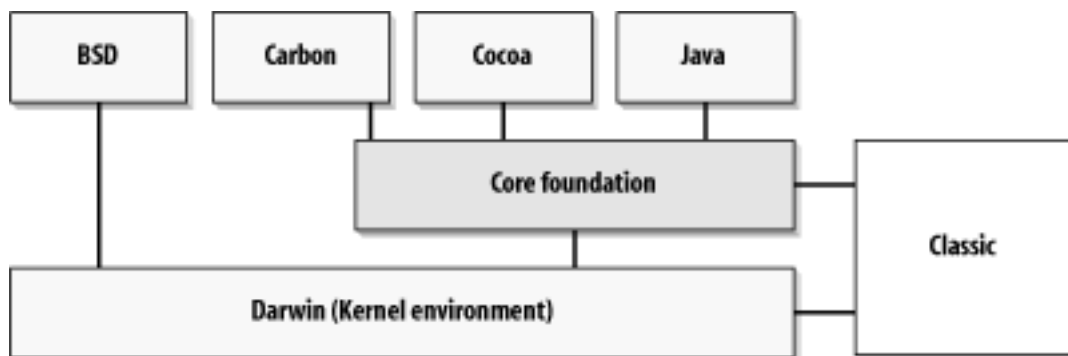 BSD
Carbon
Cocoa
Java
Core foundation
Classic
Darwin (Kernel environment)